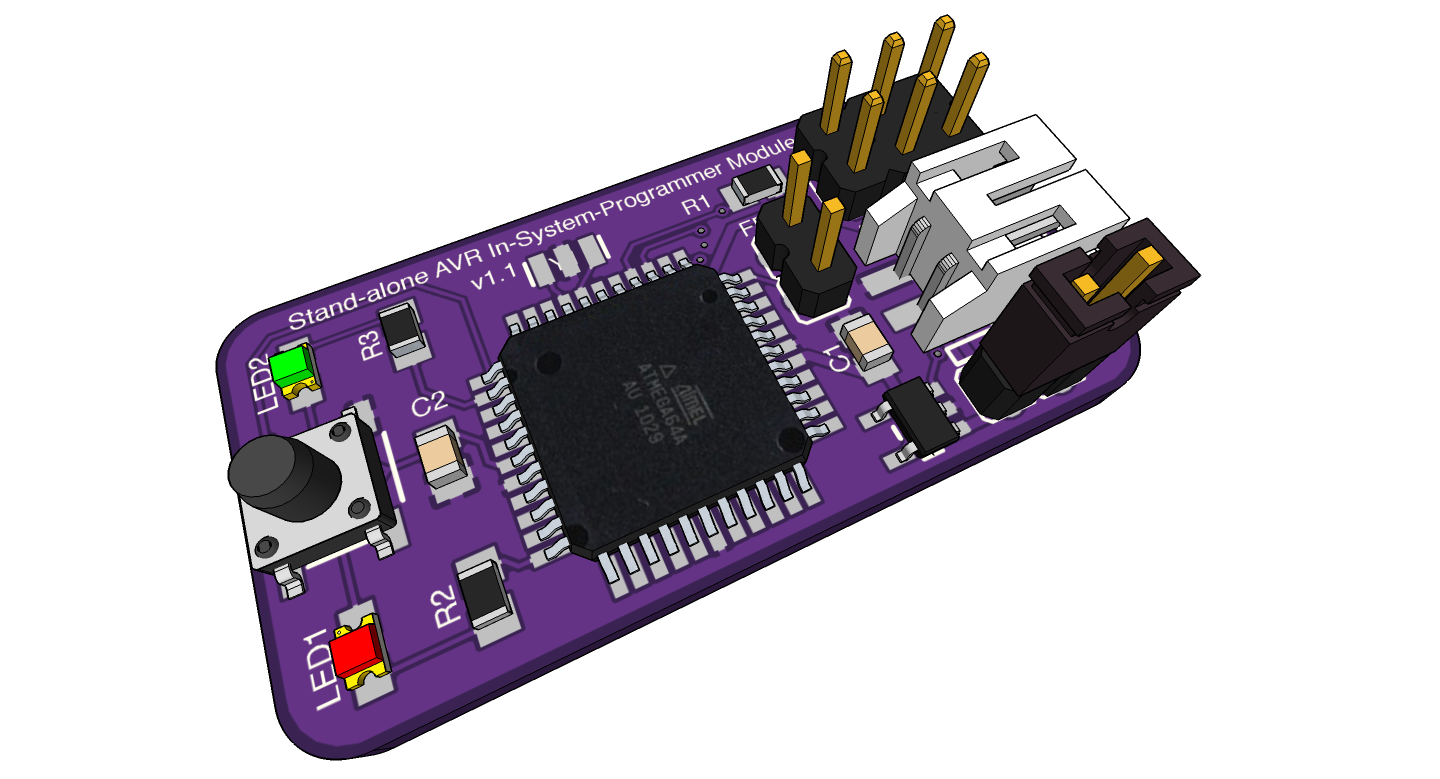 Stand-alone AVR In-System-Programmer Module
v1.1
R1
R3
LED2
C2
C1
ATMEL
ATMEGA64A
AU 1029
R2
LED1